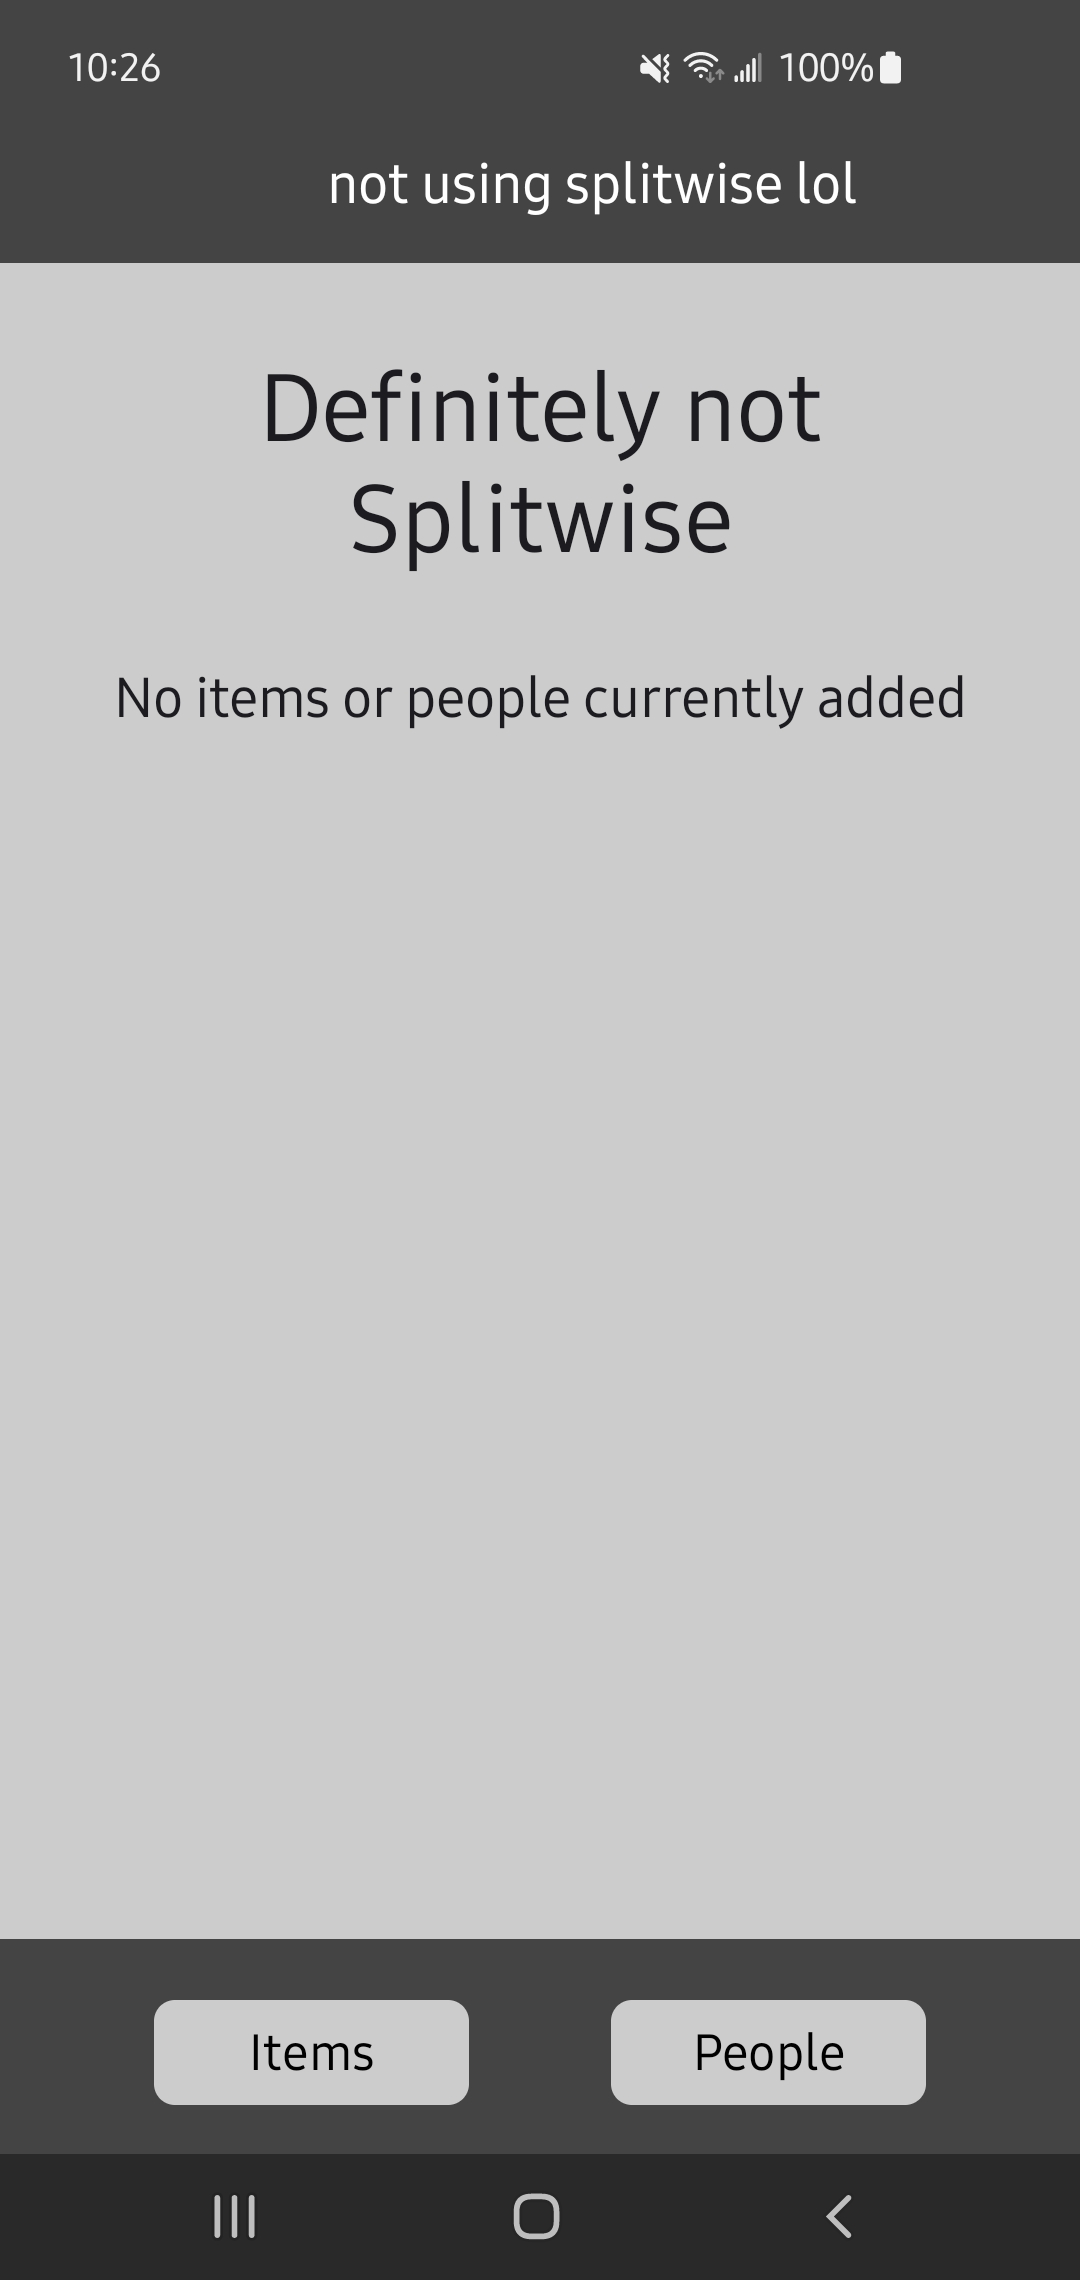 10:26
100%
not using splitwise lol
Definitely not
Splitwise
No items or people currently added
Items
People